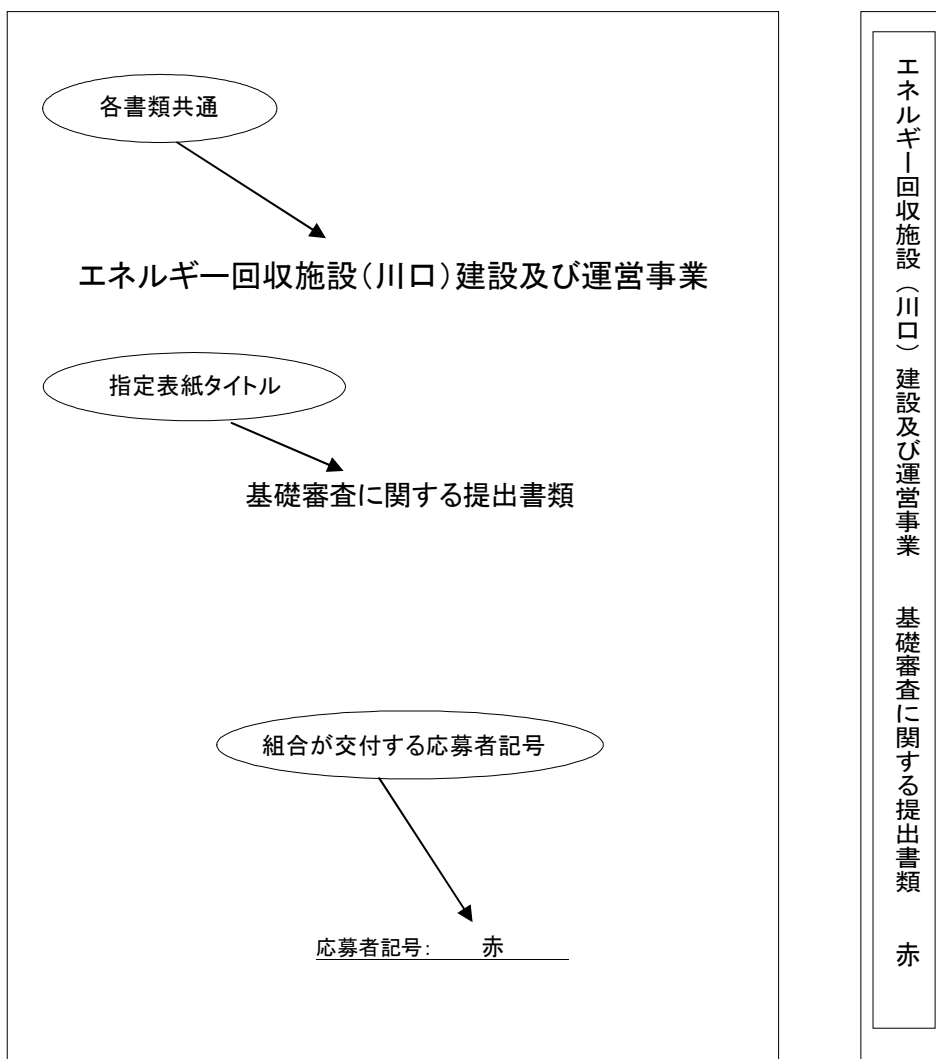 各書類共通
エネルギー回収施設（川口）建設及び運営事業
指定表紙タイトル
基礎審査に関する提出書類
組合が交付する応募者記号
応募者記号： 赤
エネルギー回収施設（川口）建設及び運営事業 基礎審査に関する提出書類 赤